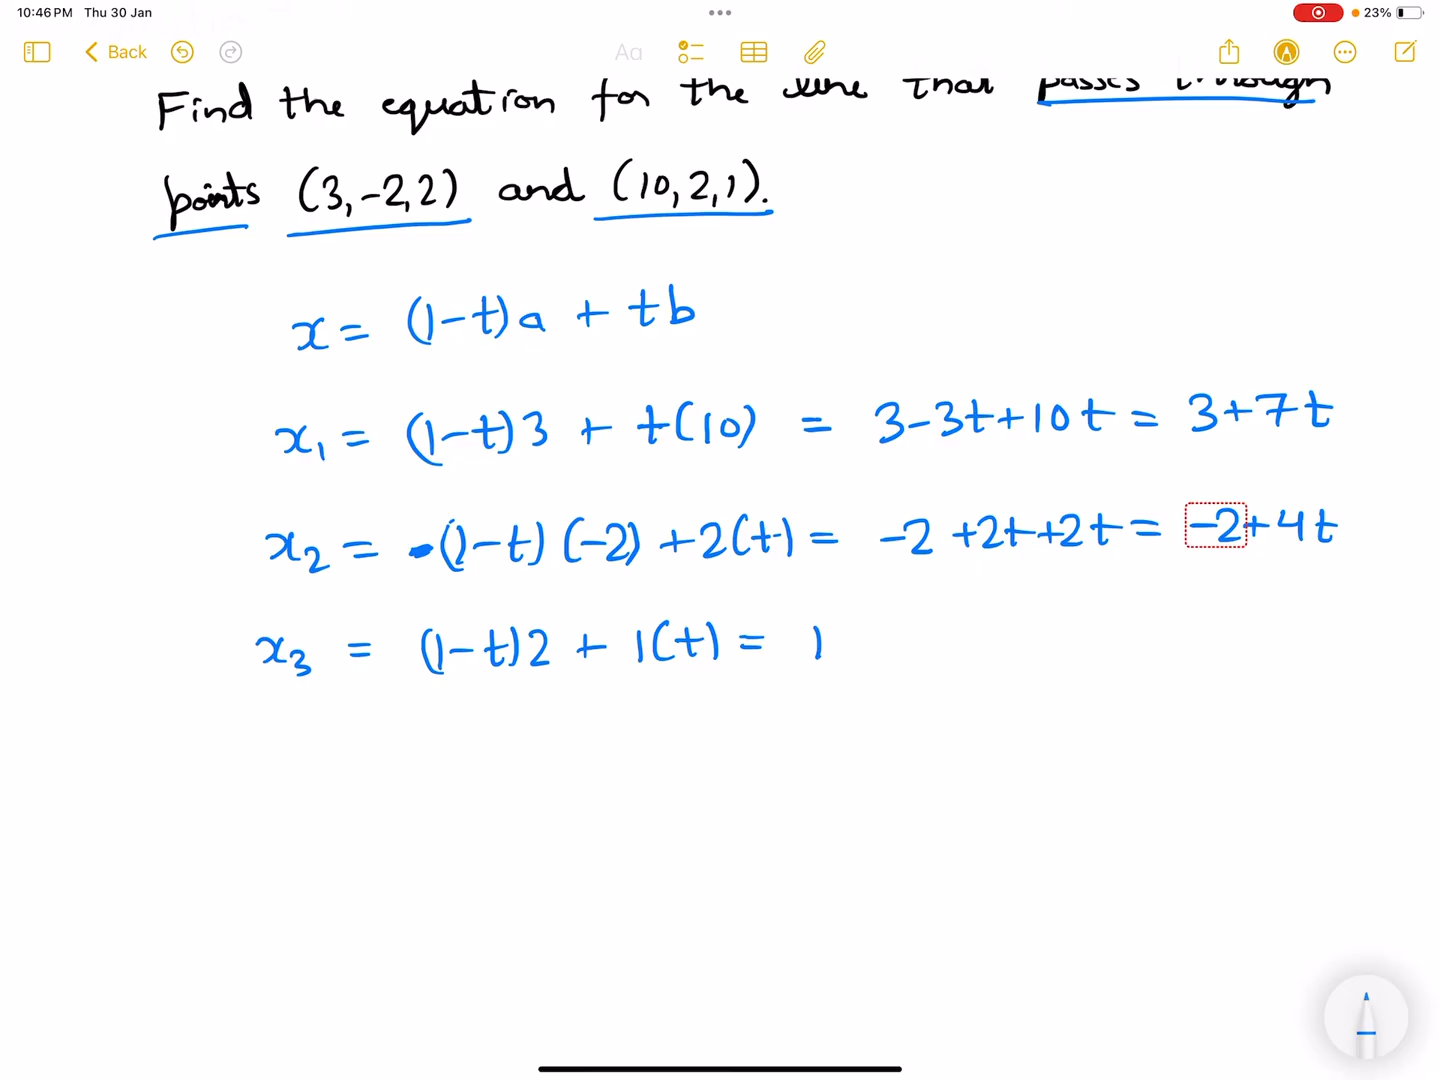 10:46 PM Thu 30 Jan 23%
Back Aa
Find the equation for the line that passes through
points (3,-2,2) and (10,2,1).
x = (1-t)a + tb
x₁ = (1-t)3 + t(10) = 3-3t+10t = 3+7t
x₂ = -(1-t)(-2) +2(t) = -2 +2t+2t = -2+4t
x₃ = (1-t)2 + 1(t) = 1